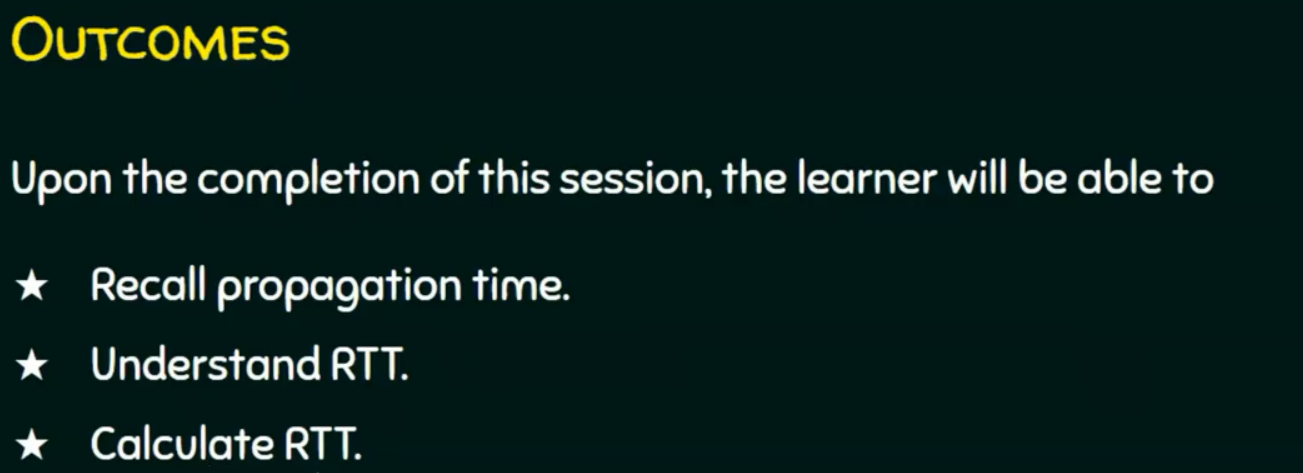 OUTCOMES
Upon the completion of this session, the learner will be able to
★ Recall propagation time.
★ Understand RTT.
★ Calculate RTT.